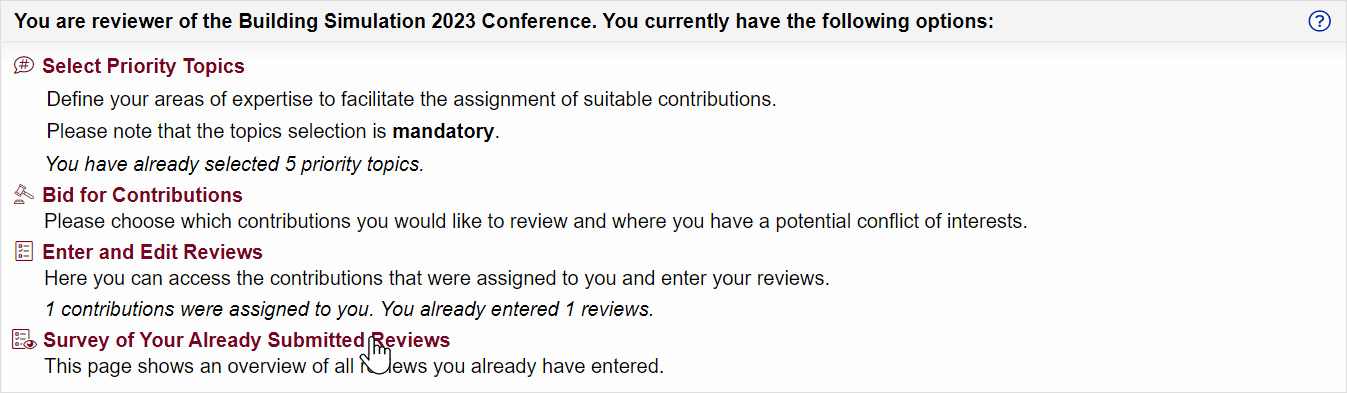 You are reviewer of the Building Simulation 2023 Conference. You currently have the following options:
?
# Select Priority Topics
Define your areas of expertise to facilitate the assignment of suitable contributions.
Please note that the topics selection is mandatory.
You have already selected 5 priority topics.
Bid for Contributions
Please choose which contributions you would like to review and where you have a potential conflict of interests.
Enter and Edit Reviews
Here you can access the contributions that were assigned to you and enter your reviews.
1 contributions were assigned to you. You already entered 1 reviews.
Survey of Your Already Submitted Reviews
This page shows an overview of all reviews you already have entered.